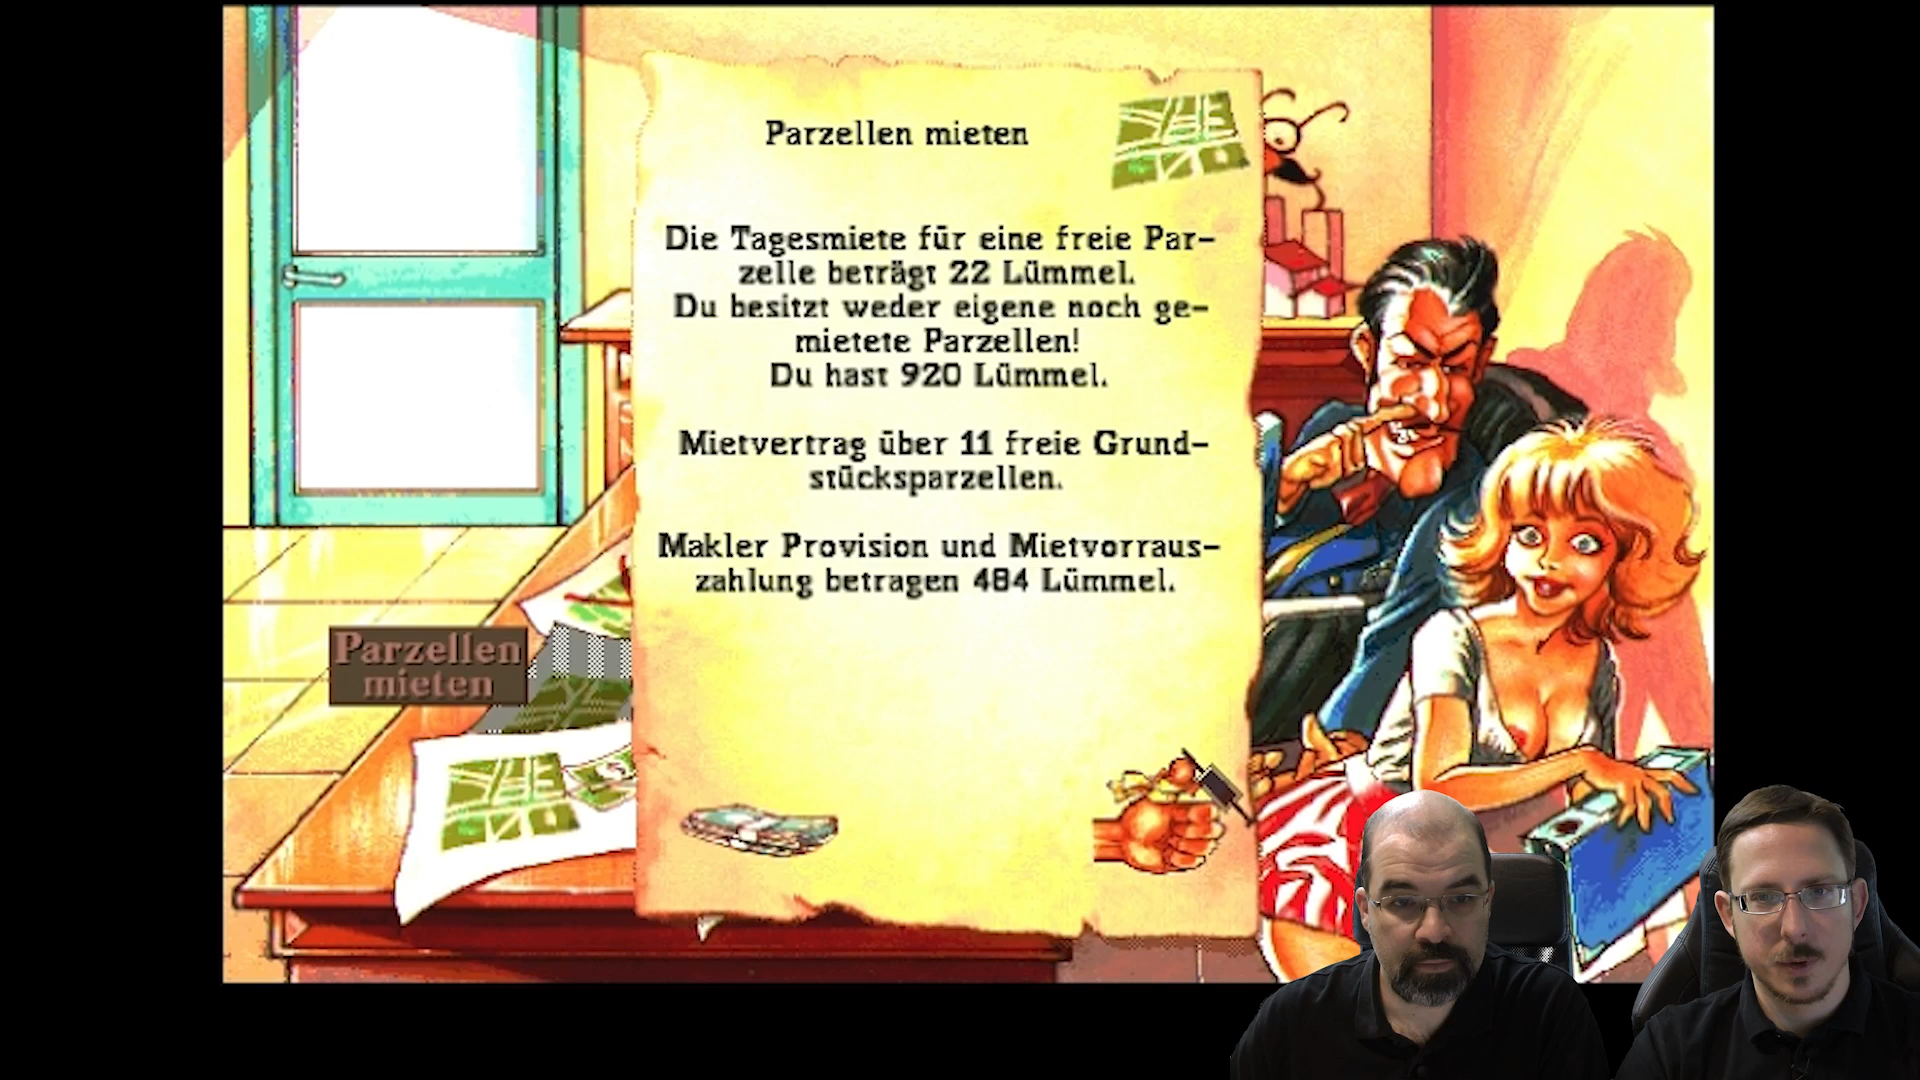 Parzellen mieten
Die Tagesmiete für eine freie Par-
zelle beträgt 22 Lümmel.
Du besitzt weder eigene noch ge-
mietete Parzellen!
Du hast 920 Lümmel.
Mietvertrag über 11 freie Grund-
stücksparzellen.
Makler Provision und Mietvorraus-
zahlung betragen 484 Lümmel.
Parzellen
mieten